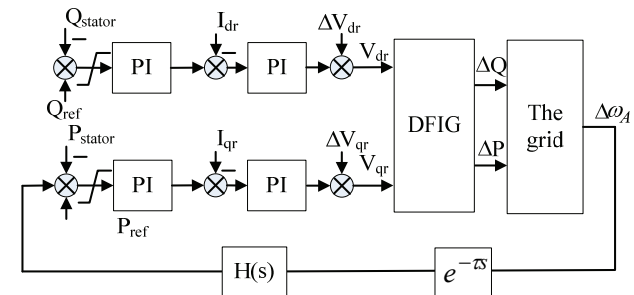 Q_stator
I_dr
ΔV_dr
V_dr
PI
PI
Q_ref
P_stator
I_qr
ΔV_qr
V_qr
PI
PI
P_ref
DFIG
ΔQ
ΔP
The
grid
Δω_A
H(s)
e^{-τs}